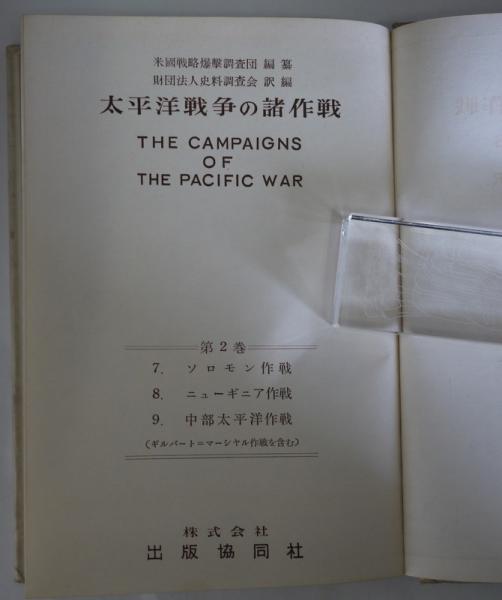 米國戦略爆撃調査団 編 纂
財団法人史料調査会 訳 編
太平洋戦争の諸作戦
THE CAMPAIGNS
OF
THE PACIFIC WAR
第2巻
7. ソロモン作戦
8. ニューギニア作戦
9. 中部太平洋作戦
(ギルバート=マーシヤル作戦を含む)
株式会社
出版協同社